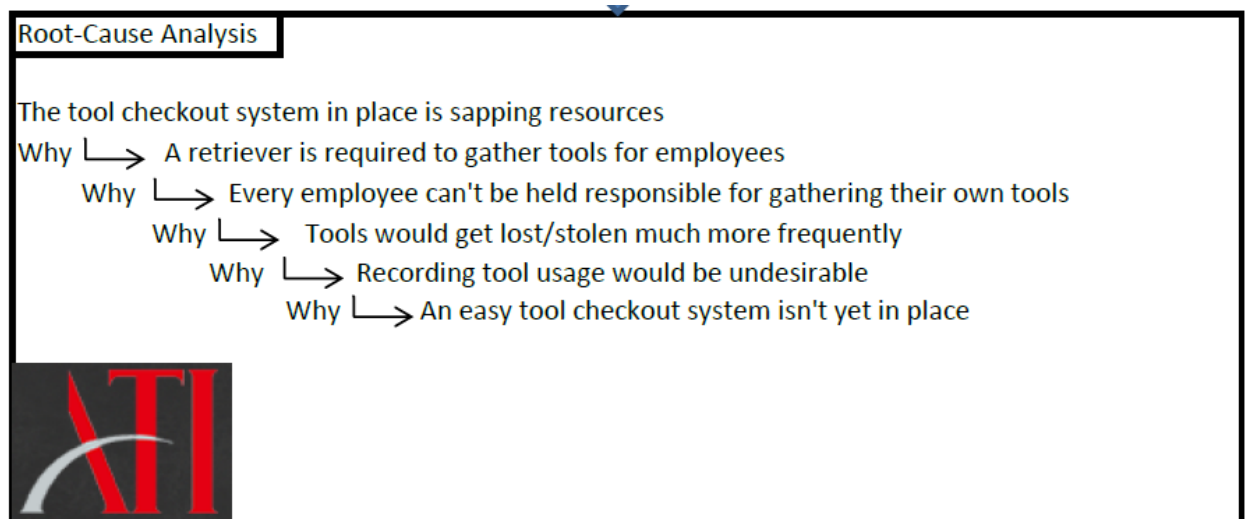 Root-Cause Analysis
The tool checkout system in place is sapping resources
Why A retriever is required to gather tools for employees
Why Every employee can't be held responsible for gathering their own tools
Why Tools would get lost/stolen much more frequently
Why Recording tool usage would be undesirable
Why An easy tool checkout system isn't yet in place
ATI